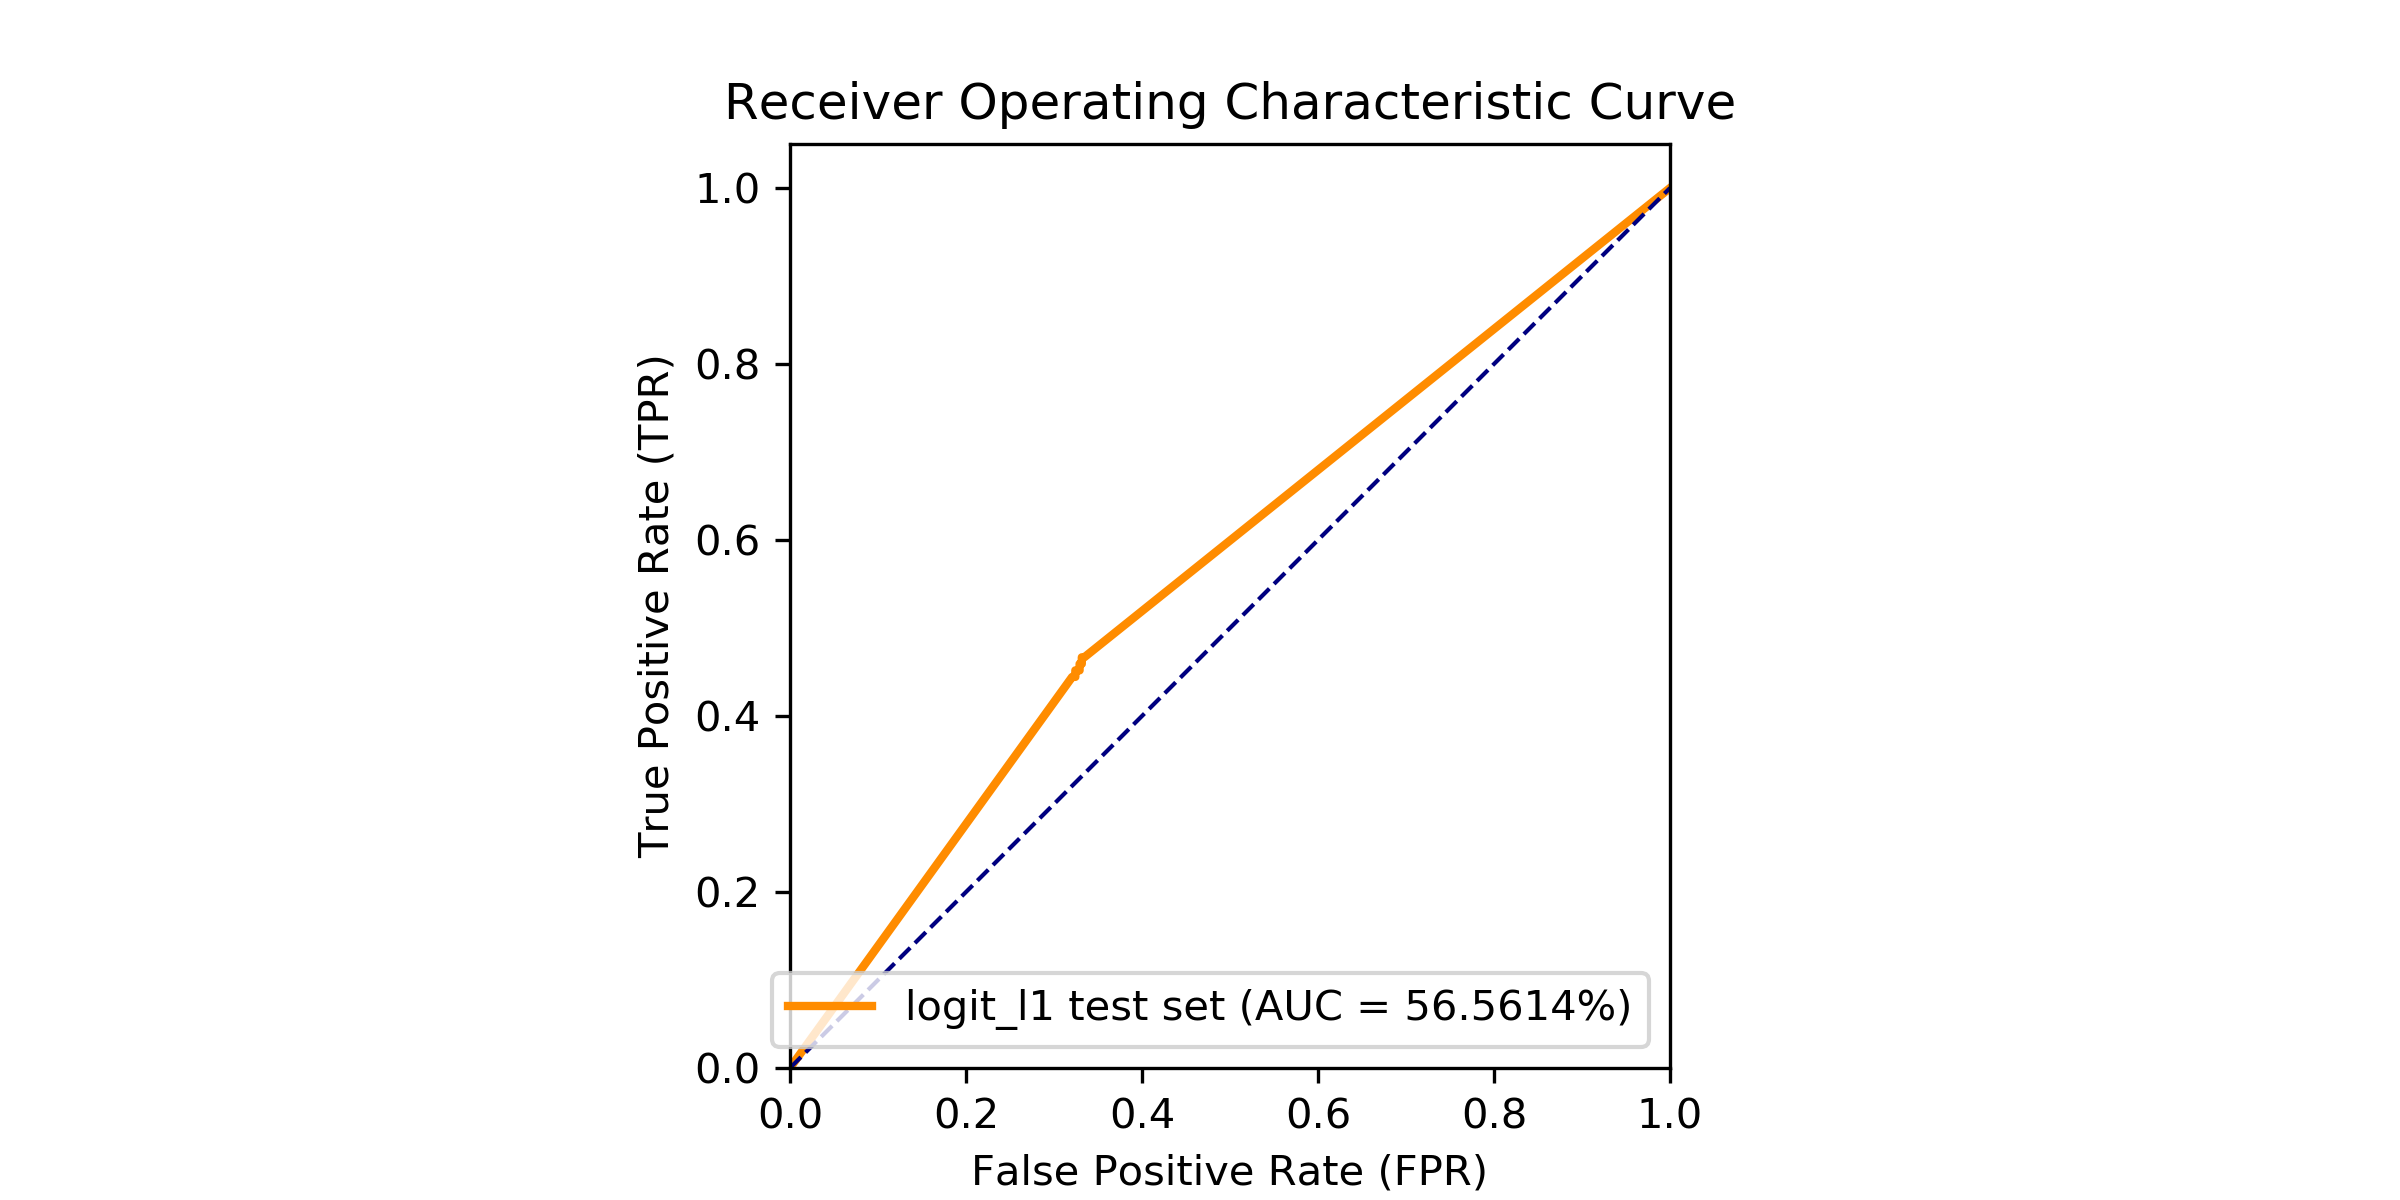 Receiver Operating Characteristic Curve
1.0
0.8
0.6
0.4
0.2
0.0
True Positive Rate (TPR)
logit_l1 test set (AUC = 56.5614%)
0.0 0.2 0.4 0.6 0.8 1.0
False Positive Rate (FPR)